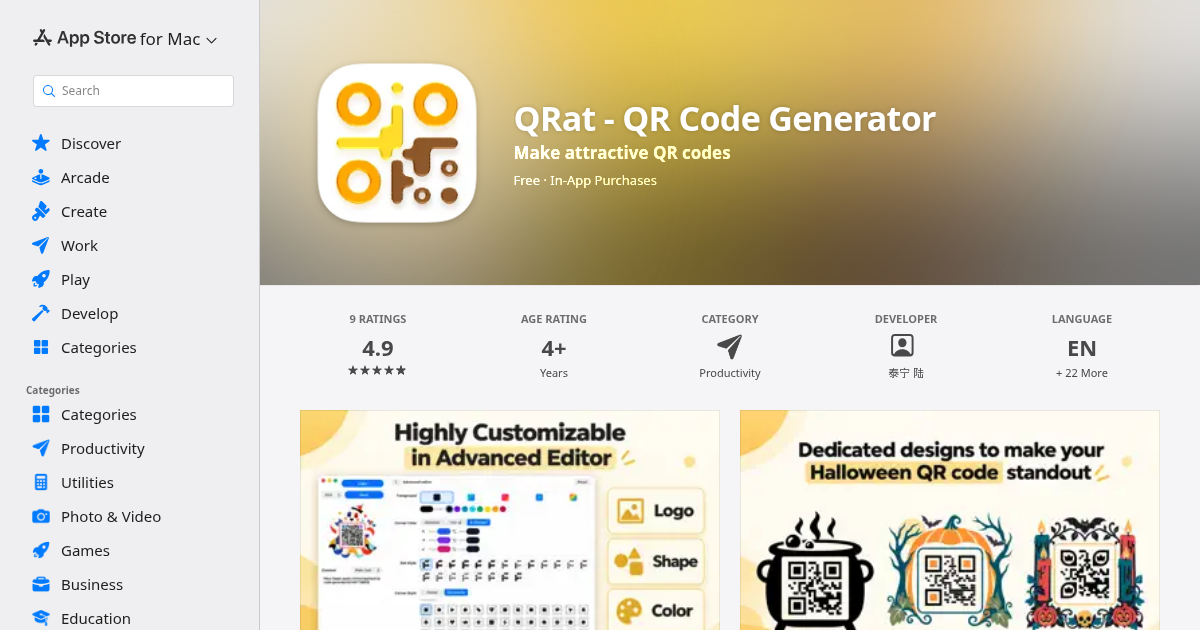 App Store for Mac
Search
Discover
Arcade
Create
Work
Play
Develop
Categories
Categories
Categories
Productivity
Utilities
Photo & Video
Games
Business
Education
QRat - QR Code Generator
Make attractive QR codes
Free · In-App Purchases
9 RATINGS
4.9
★★★★★
AGE RATING
4+
Years
CATEGORY
Productivity
DEVELOPER
泰宁 陆
LANGUAGE
EN
+ 22 More
Highly Customizable
in Advanced Editor
Logo
Shape
Color
Dedicated designs to make your
Halloween QR code standout